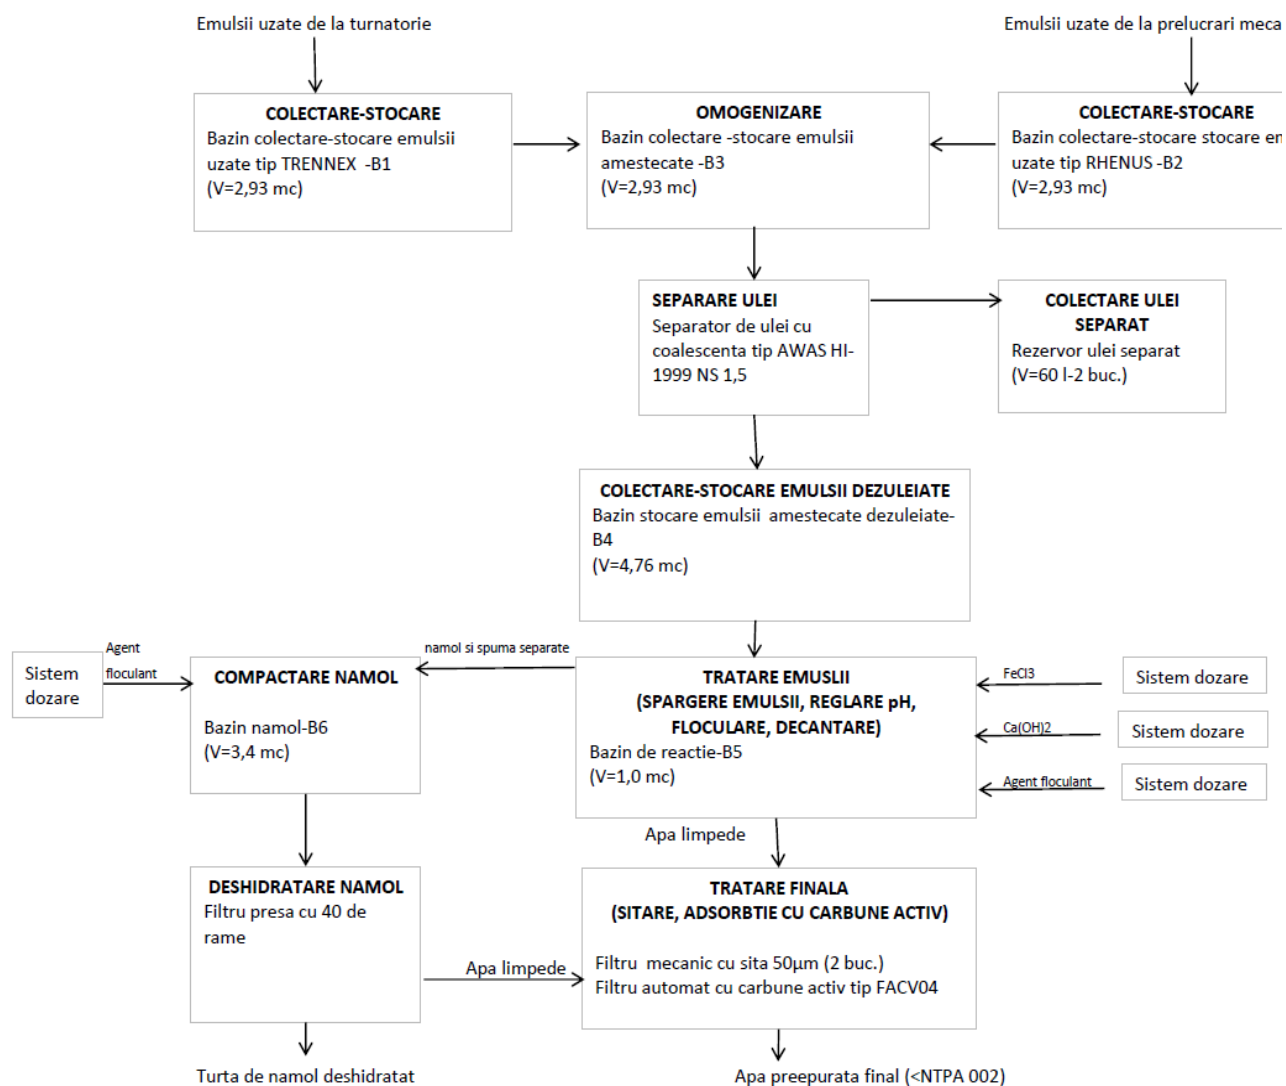 Emulsii uzate de la turnatorie
Emulsii uzate de la prelucrari meca
COLECTARE-STOCARE
Bazin colectare-stocare emulsii
uzate tip TRENNEX -B1
(V=2,93 mc)
OMOGENIZARE
Bazin colectare -stocare emulsii
amestecate -B3
(V=2,93 mc)
COLECTARE-STOCARE
Bazin colectare-stocare stocare em
uzate tip RHENUS -B2
(V=2,93 mc)
SEPARARE ULEI
Separator de ulei cu
coalescenta tip AWAS HI-
1999 NS 1,5
COLECTARE ULEI
SEPARAT
Rezervor ulei separat
(V=60 l-2 buc.)
COLECTARE-STOCARE EMULSII DEZULEIATE
Bazin stocare emulsii amestecate dezuleiate-
B4
(V=4,76 mc)
Sistem
dozare
Agent
floculant
COMPACTARE NAMOL
Bazin namol-B6
(V=3,4 mc)
namol si spuma separate
TRATARE EMUSLII
(SPARGERE EMULSII, REGLARE pH,
FLOCULARE, DECANTARE)
Bazin de reactie-B5
(V=1,0 mc)
FeCl3
Sistem dozare
Ca(OH)2
Sistem dozare
Agent floculant
Sistem dozare
Apa limpede
DESHIDRATARE NAMOL
Filtru presa cu 40 de
rame
Apa limpede
TRATARE FINALA
(SITARE, ADSORBTIE CU CARBUNE ACTIV)
Filtru mecanic cu sita 50µm (2 buc.)
Filtru automat cu carbune activ tip FACV04
Turta de namol deshidratat
Apa preepurata final (<NTPA 002)